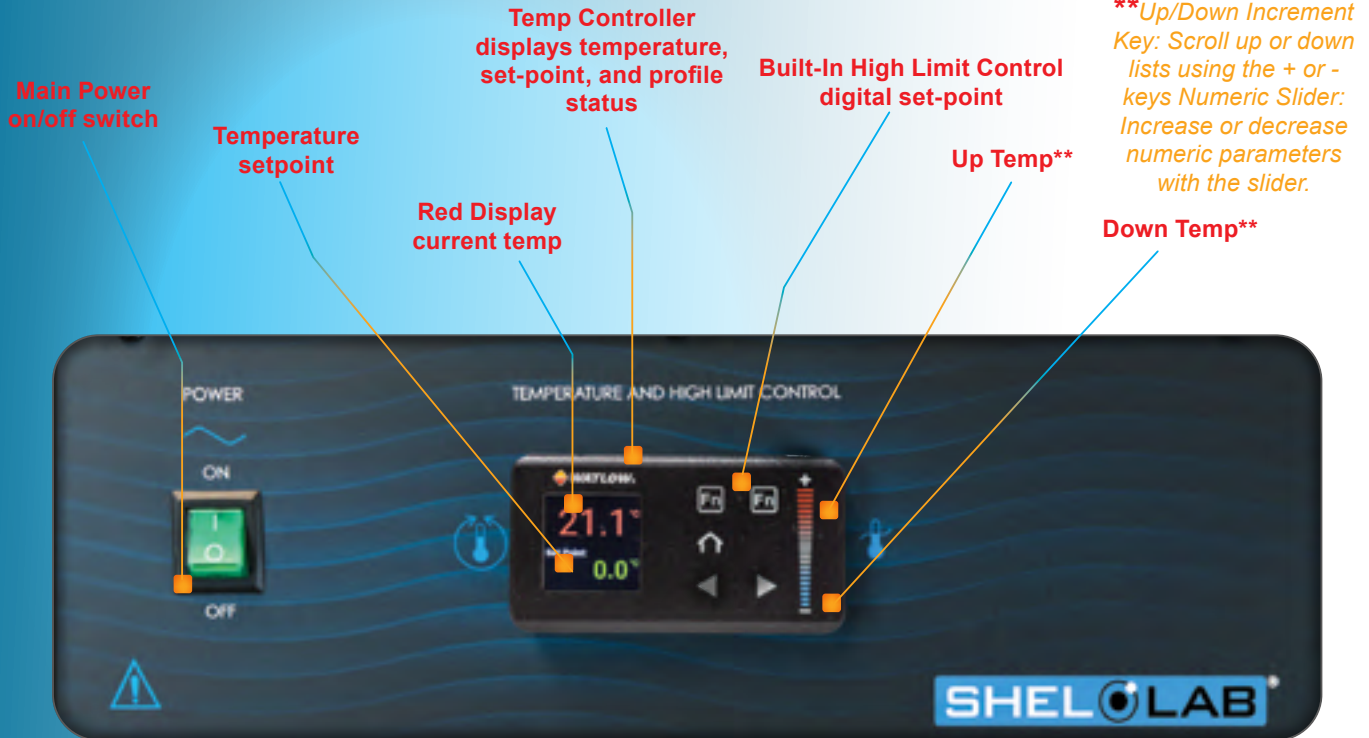 Main Power
on/off switch
Temperature
setpoint
Temp Controller
displays temperature,
set-point, and profile
status
Red Display
current temp
Built-In High Limit Control
digital set-point
Up Temp**
**Up/Down Increment
Key: Scroll up or down
lists using the + or -
keys Numeric Slider:
Increase or decrease
numeric parameters
with the slider.
Down Temp**
POWER
ON
I
O
OFF
TEMPERATURE AND HIGH LIMIT CONTROL
WATLOW.
21.1°
Set Point
0.0°
Fn
Fn
+
-
SHEL LAB®